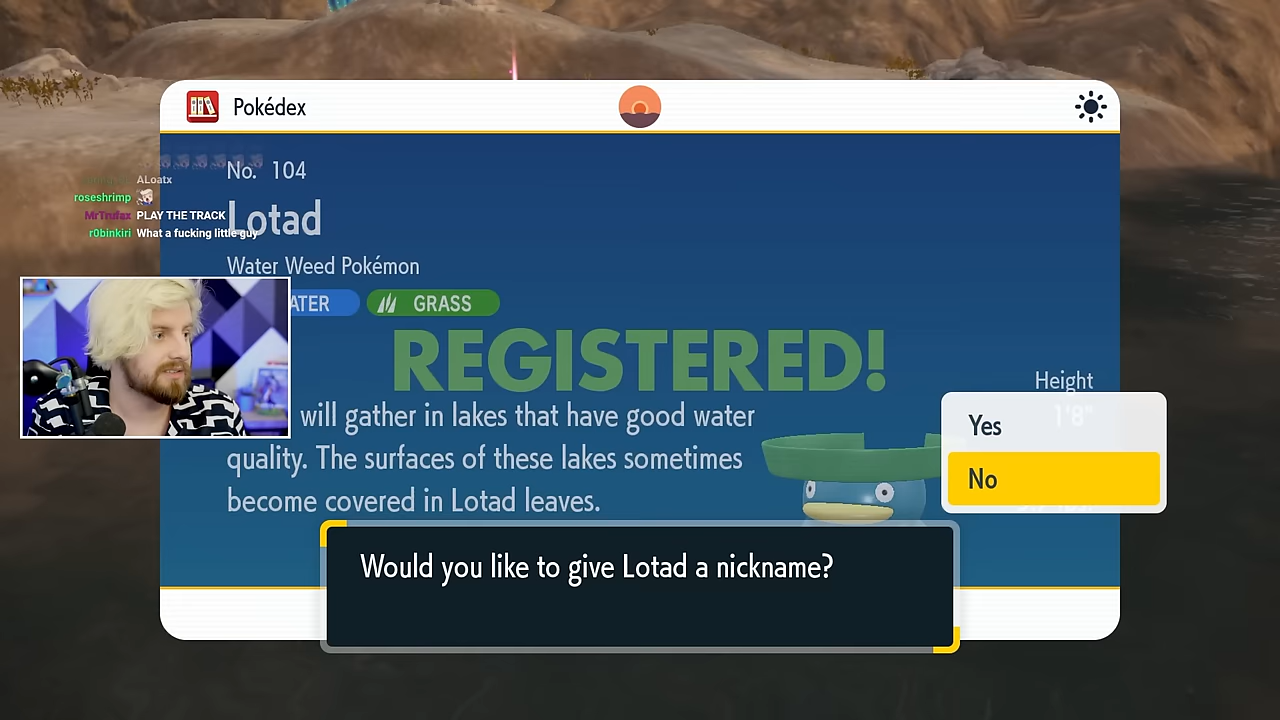 Pokédex
No. 104
ALoatx
roseshrimp
MrTrufax PLAY THE TRACK
Lotad
r0binkiri What a fucking little guy
Water Weed Pokémon
ATER GRASS
REGISTERED!
Height
will gather in lakes that have good water
quality. The surfaces of these lakes sometimes
become covered in Lotad leaves.
1'8"
Yes
No
Would you like to give Lotad a nickname?